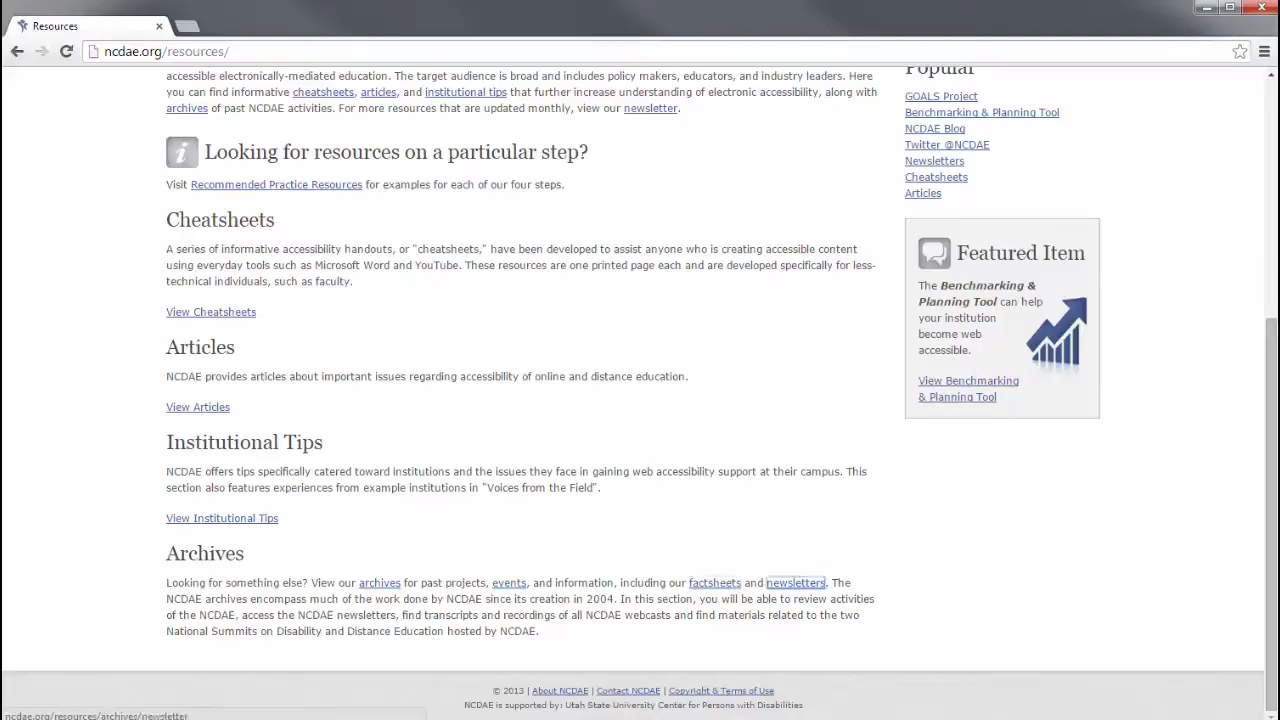 Resources
ncdae.org/resources/
accessible electronically-mediated education. The target audience is broad and includes policy makers, educators, and industry leaders. Here
you can find informative cheatsheets, articles, and institutional tips that further increase understanding of electronic accessibility, along with
archives of past NCDAE activities. For more resources that are updated monthly, view our newsletter.
Looking for resources on a particular step?
Visit Recommended Practice Resources for examples for each of our four steps.
Cheatsheets
A series of informative accessibility handouts, or "cheatsheets," have been developed to assist anyone who is creating accessible content
using everyday tools such as Microsoft Word and YouTube. These resources are one printed page each and are developed specifically for less-
technical individuals, such as faculty.
View Cheatsheets
Articles
NCDAE provides articles about important issues regarding accessibility of online and distance education.
View Articles
Institutional Tips
NCDAE offers tips specifically catered toward institutions and the issues they face in gaining web accessibility support at their campus. This
section also features experiences from example institutions in "Voices from the Field".
View Institutional Tips
Archives
Looking for something else? View our archives for past projects, events, and information, including our factsheets and newsletters. The
NCDAE archives encompass much of the work done by NCDAE since its creation in 2004. In this section, you will be able to review activities
of the NCDAE, access the NCDAE newsletters, find transcripts and recordings of all NCDAE webcasts and find materials related to the two
National Summits on Disability and Distance Education hosted by NCDAE.
Popular
GOALS Project
Benchmarking & Planning Tool
NCDAE Blog
Twitter @NCDAE
Newsletters
Cheatsheets
Articles
Featured Item
The Benchmarking &
Planning Tool can help
your institution
become web
accessible.
View Benchmarking
& Planning Tool
© 2013 | About NCDAE | Contact NCDAE | Copyright & Terms of Use
NCDAE is supported by: Utah State University Center for Persons with Disabilities
ncdae.org/resources/archives/newsletter